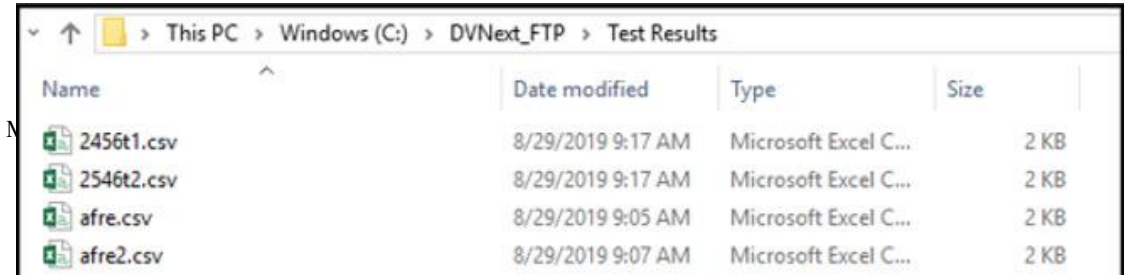 This PC > Windows (C:) > DVNext_FTP > Test Results
Name Date modified Type Size
2456t1.csv 8/29/2019 9:17 AM Microsoft Excel C... 2 KB
2546t2.csv 8/29/2019 9:17 AM Microsoft Excel C... 2 KB
afre.csv 8/29/2019 9:05 AM Microsoft Excel C... 2 KB
afre2.csv 8/29/2019 9:07 AM Microsoft Excel C... 2 KB